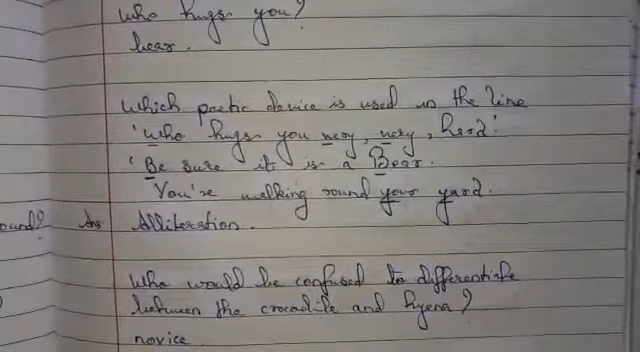 who hugs you?
bear.
Which poetic device is used in the line
'Who hugs you very, very, hard'.
'Be sure it is a Bear.
You're walking round your yard.
ound? Ans Alliteration.
Who would be confused to differentiate
between the crocodile and hyena?
novice